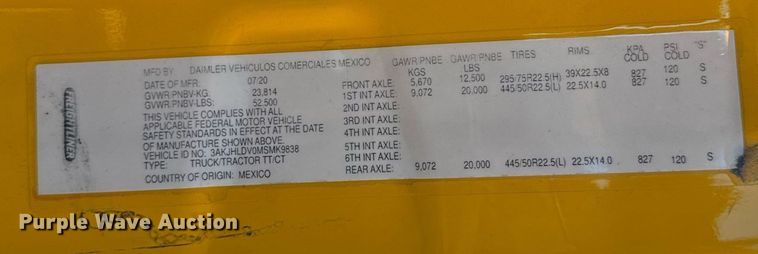 MFD BY: DAIMLER VEHICULOS COMERCIALES MEXICO
DATE OF MFR: 07/20
GVWR/PNBV-KG: 23,814
GVWR/PNBV-LBS: 52,500
THIS VEHICLE COMPLIES WITH ALL
APPLICABLE FEDERAL MOTOR VEHICLE
SAFETY STANDARDS IN EFFECT AT THE DATE
OF MANUFACTURE SHOWN ABOVE.
VEHICLE ID NO: 3AKJHLDV0MSMK9838
TYPE: TRUCK/TRACTOR TT/CT
COUNTRY OF ORIGIN: MEXICO
GAWR/PNBE KGS GAWR/PNBE LBS TIRES RIMS KPA COLD PSI COLD "S"
FRONT AXLE: 5,670 12,500 295/75R22.5(H) 39X22.5X8 827 120 S
1ST INT AXLE: 9,072 20,000 445/50R22.5(L) 22.5X14.0 827 120 S
2ND INT AXLE:
3RD INT AXLE:
4TH INT AXLE:
5TH INT AXLE:
6TH INT AXLE:
REAR AXLE: 9,072 20,000 445/50R22.5(L) 22.5X14.0 827 120 S
FREIGHTLINER
Purple Wave Auction